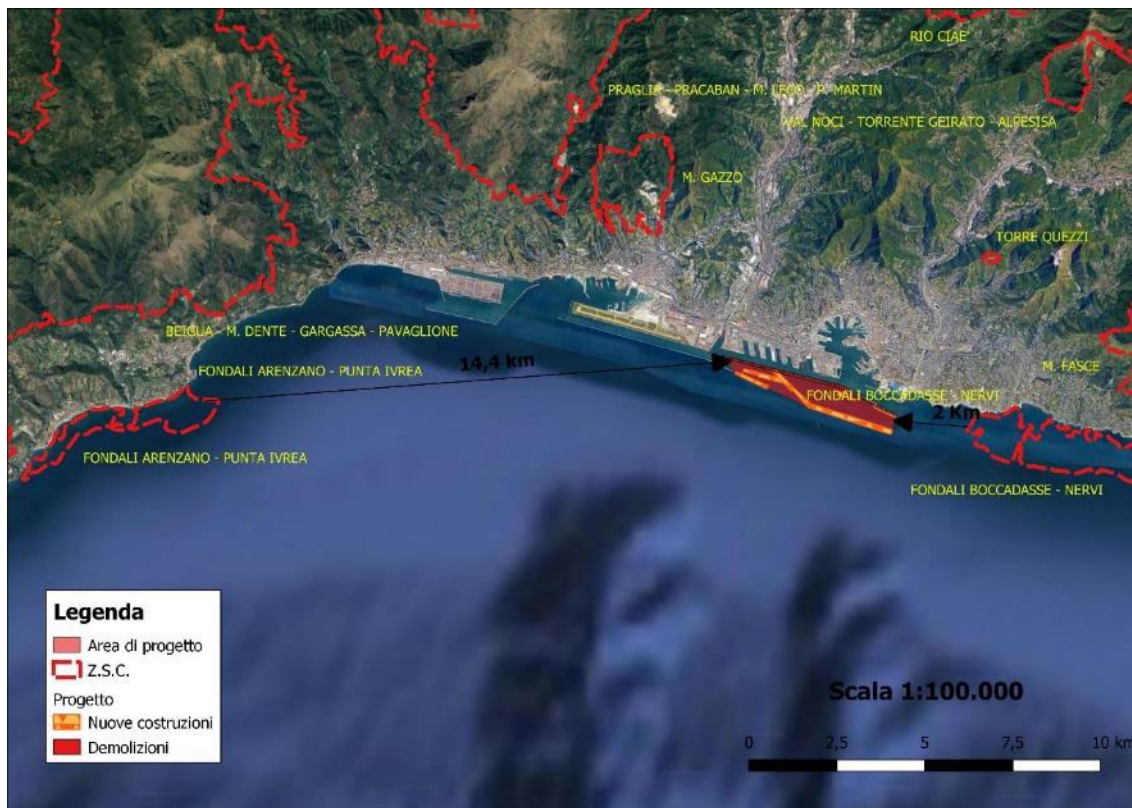 RIO CIAE'
PRAGLIA - PRACABAN - M. LECO - P. MARTIN
VAL NOCI - TORRENTE GEIRATO - ALPESISA
M. GAZZO
TORRE QUEZZI
BEIGUA - M. DENTE - GARGASSA - PAVAGLIONE
14,4 km
M. FASCE
FONDALI ARENZANO - PUNTA IVREA
FONDALI BOCCADASSE - NERVI
2 Km
FONDALI ARENZANO - PUNTA IVREA
FONDALI BOCCADASSE - NERVI
Legenda
Area di progetto
Z.S.C.
Progetto
Nuove costruzioni
Demolizioni
Scala 1:100.000
0 2,5 5 7,5 10 km